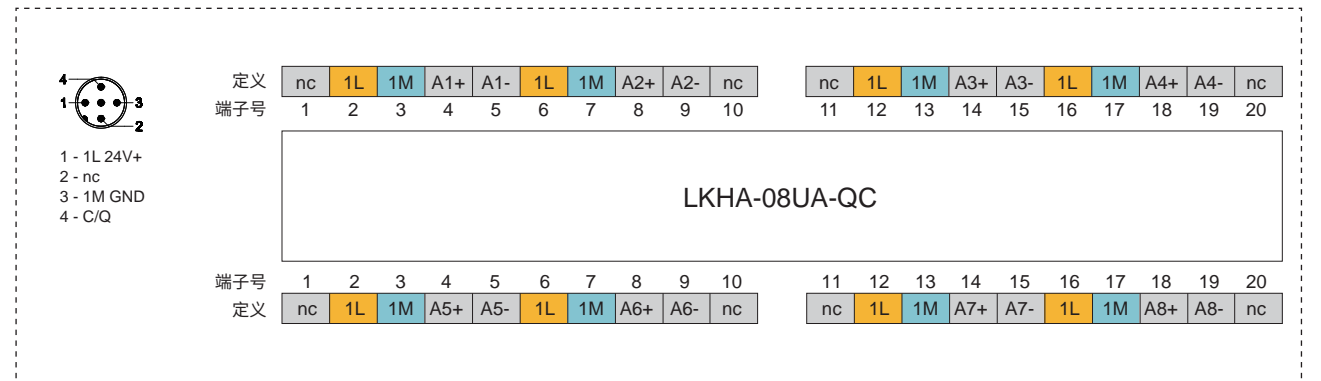 定义 nc 1L 1M A1+ A1- 1L 1M A2+ A2- nc nc 1L 1M A3+ A3- 1L 1M A4+ A4- nc
端子号 1 2 3 4 5 6 7 8 9 10 11 12 13 14 15 16 17 18 19 20
4
1 3
2
1 - 1L 24V+
2 - nc
3 - 1M GND
4 - C/Q
LKHA-08UA-QC
端子号 1 2 3 4 5 6 7 8 9 10 11 12 13 14 15 16 17 18 19 20
定义 nc 1L 1M A5+ A5- 1L 1M A6+ A6- nc nc 1L 1M A7+ A7- 1L 1M A8+ A8- nc